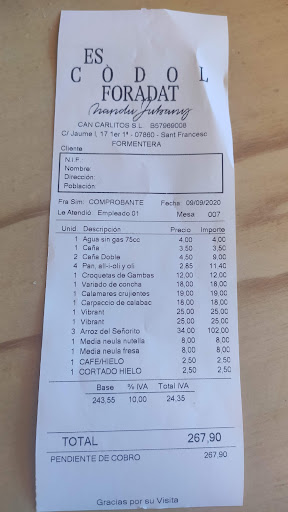 ES
CÒDOL
FORADAT
Nandu Jubany
CAN CARLITOS S.L. B57969008
C/ Jaume I, 17 1er 1ª - 07860 - Sant Francesc
FORMENTERA
Cliente
N.I.F.:
Nombre:
Dirección:
Población:
Fra Sim.: COMPROBANTE Fecha 09/09/2020
Le Atendió: Empleado 01 Mesa 007
Unid Descripción Precio Importe
1 Agua sin gas 75cc 4,00 4,00
1 Caña 3,50 3,50
2 Caña Doble 4,50 9,00
4 Pan, all-i-oli y oli 2,85 11,40
1 Croquetas de Gambas 12,00 12,00
1 Variado de concha 18,00 18,00
1 Calamares crujientes 19,00 19,00
1 Carpaccio de calabac 18,00 18,00
1 Vibrant 25,00 25,00
1 Vibrant 25,00 25,00
3 Arroz del Señorito 34,00 102,00
1 Media neula nutella 8,00 8,00
1 Media neula fresa 8,00 8,00
1 CAFE/HIELO 2,50 2,50
1 CORTADO HIELO 2,50 2,50
Base % IVA Total IVA
243,55 10,00 24,35
TOTAL 267,90
PENDIENTE DE COBRO 267,90
Gracias por su Visita